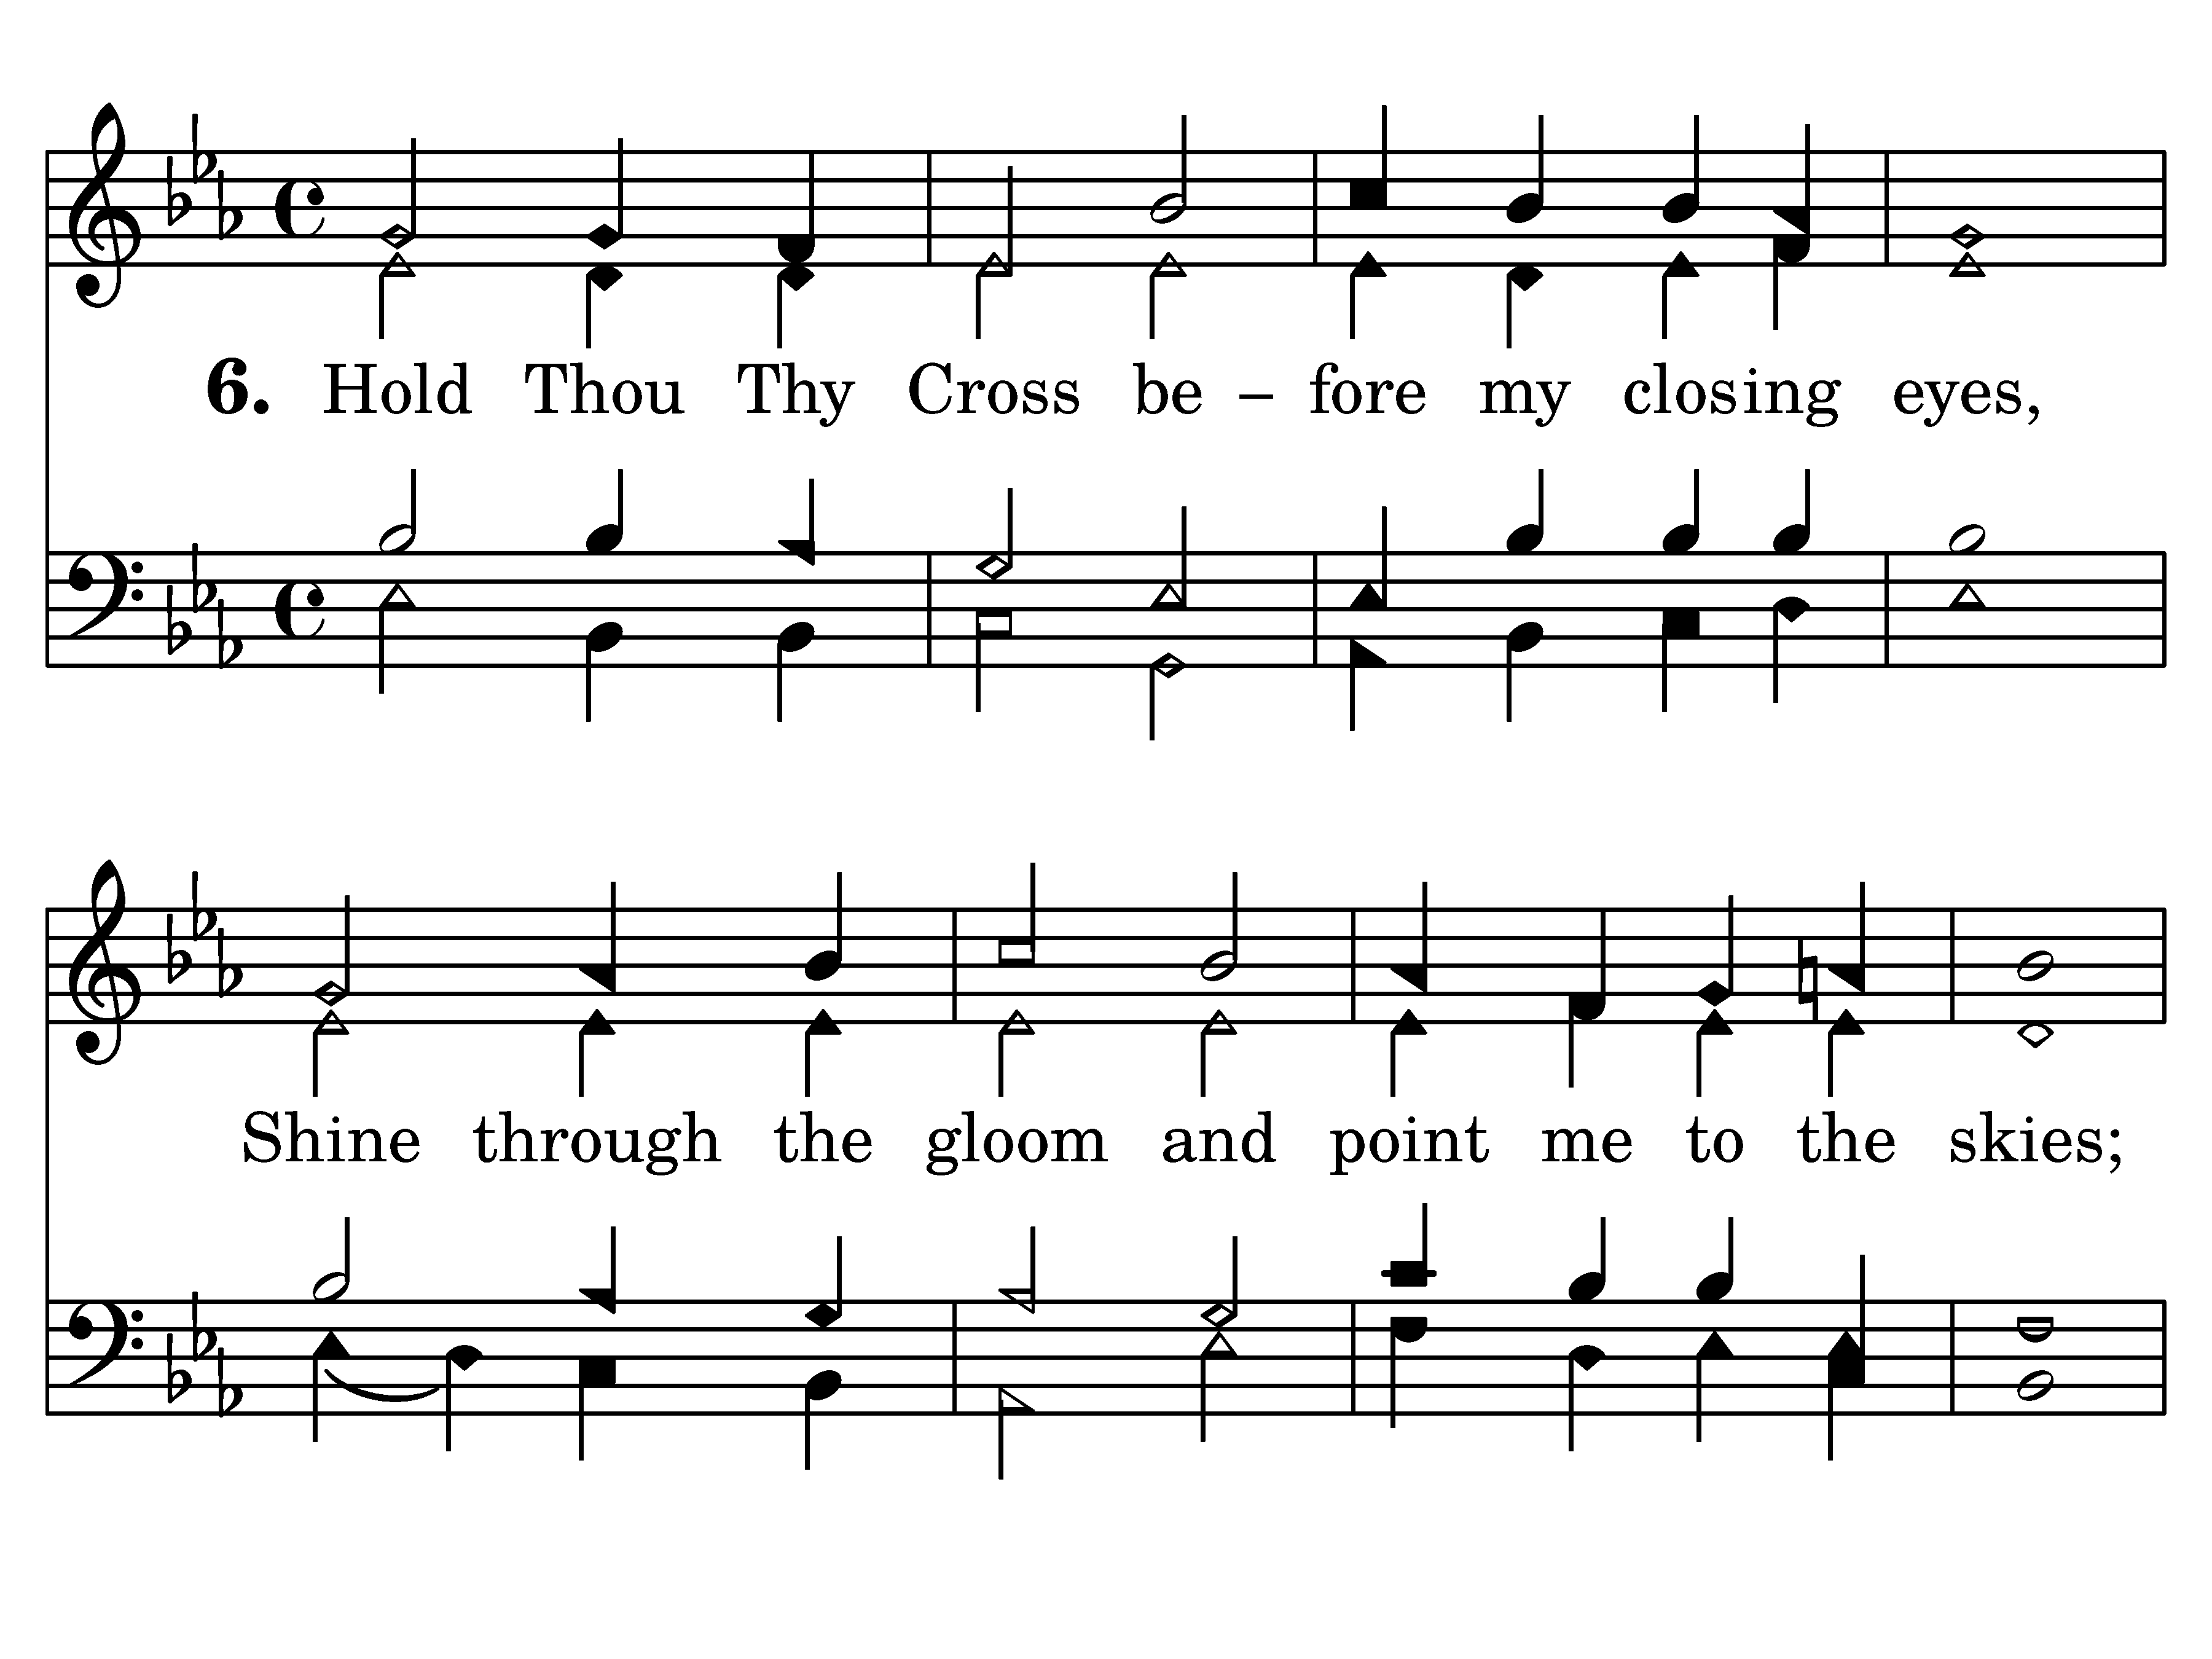 6. Hold Thou Thy Cross be – fore my closing eyes,
Shine through the gloom and point me to the skies;